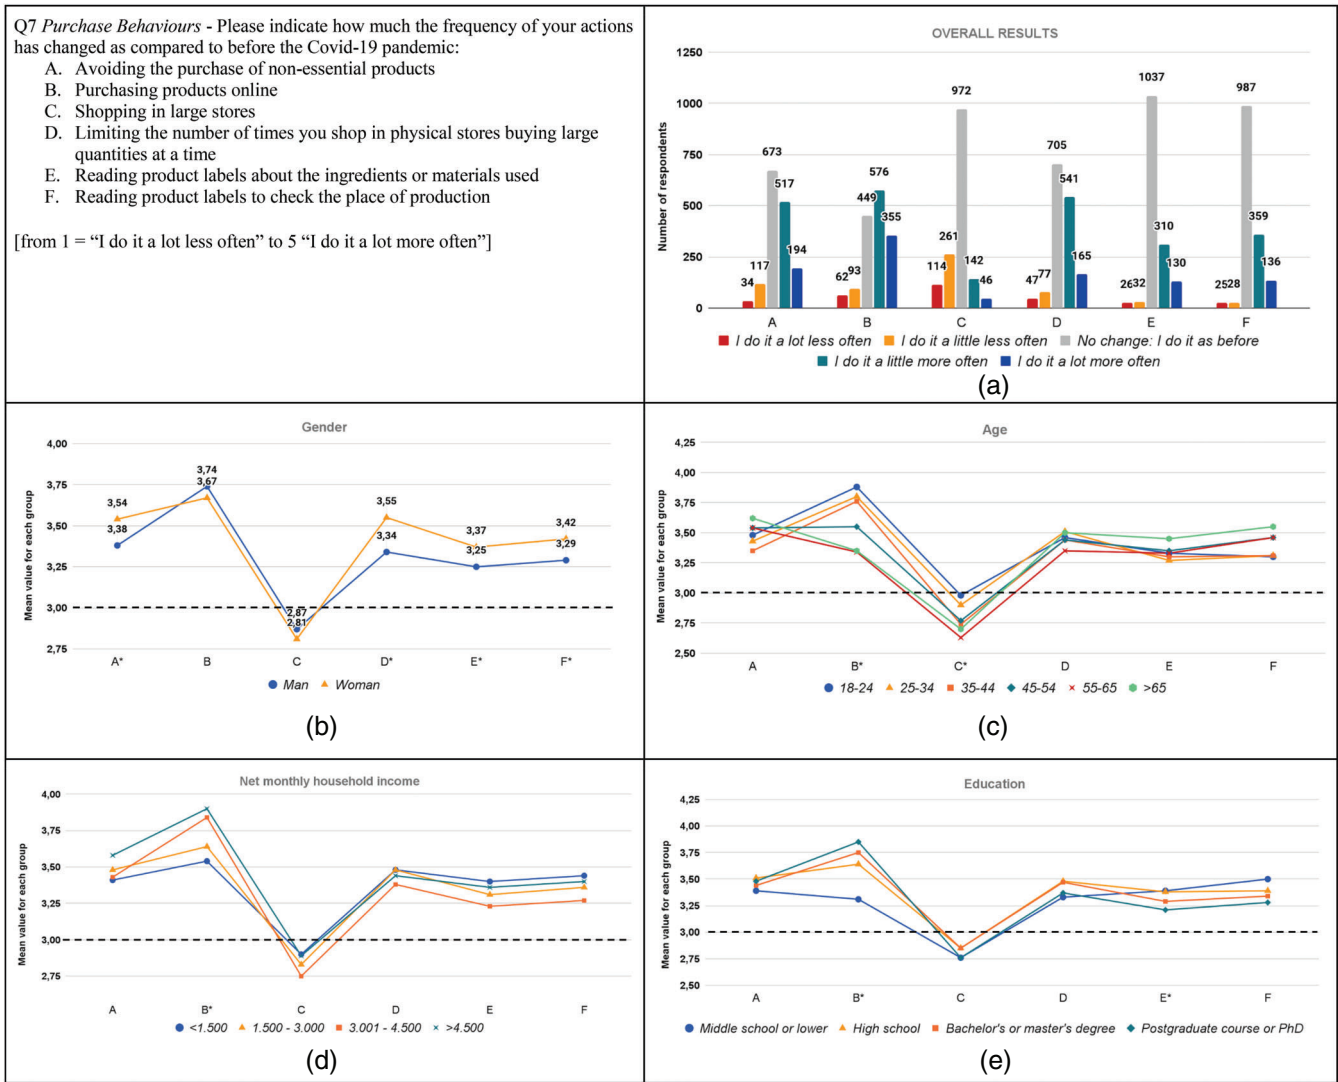 Q7 Purchase Behaviours - Please indicate how much the frequency of your actions
has changed as compared to before the Covid-19 pandemic:
A. Avoiding the purchase of non-essential products
B. Purchasing products online
C. Shopping in large stores
D. Limiting the number of times you shop in physical stores buying large
quantities at a time
E. Reading product labels about the ingredients or materials used
F. Reading product labels to check the place of production
[from 1 = “I do it a lot less often” to 5 “I do it a lot more often”]
OVERALL RESULTS
Number of respondents
1250
1000
750
500
250
0
34 117 673 517 194
62 93 449 576 355
114 261 972 142 46
47 77 705 541 165
26 32 1037 310 130
25 28 987 359 136
A B C D E F
I do it a lot less often I do it a little less often No change: I do it as before
I do it a little more often I do it a lot more often
(a)
Gender
Mean value for each group
4,00
3,75
3,50
3,25
3,00
2,75
3,54 3,74 3,55 3,37 3,42
3,38 3,67 3,34 3,25 3,29
2,87
2,81
A* B C D* E* F*
Man Woman
(b)
Age
Mean value for each group
4,25
4,00
3,75
3,50
3,25
3,00
2,75
2,50
A B* C* D E F
18-24 25-34 35-44 45-54 55-65 >65
(c)
Net monthly household income
Mean value for each group
4,00
3,75
3,50
3,25
3,00
2,75
A B* C D E F
<1.500 1.500 - 3.000 3.001 - 4.500 >4.500
(d)
Education
Mean value for each group
4,25
4,00
3,75
3,50
3,25
3,00
2,75
2,50
A B* C D E* F
Middle school or lower High school Bachelor's or master's degree Postgraduate course or PhD
(e)